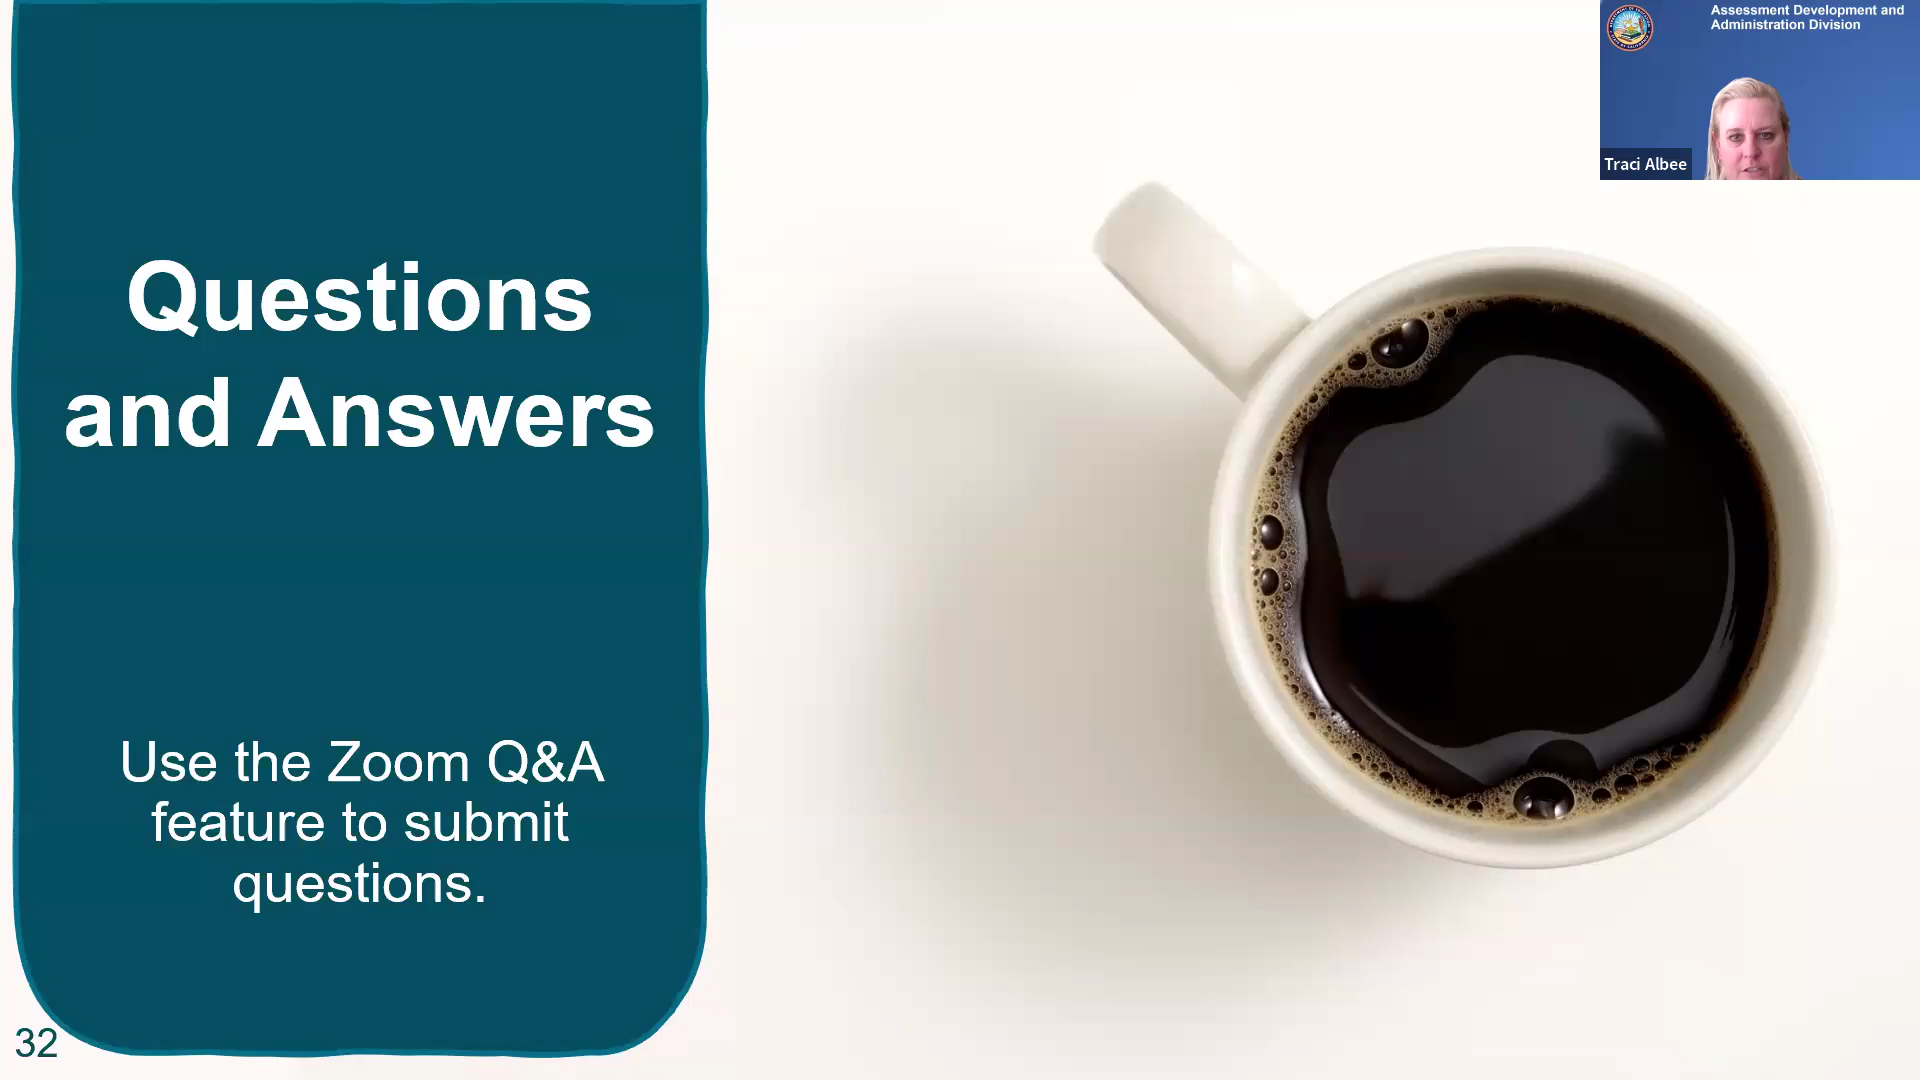 Questions
and Answers
Use the Zoom Q&A
feature to submit
questions.
32
Assessment Development and
Administration Division
Traci Albee